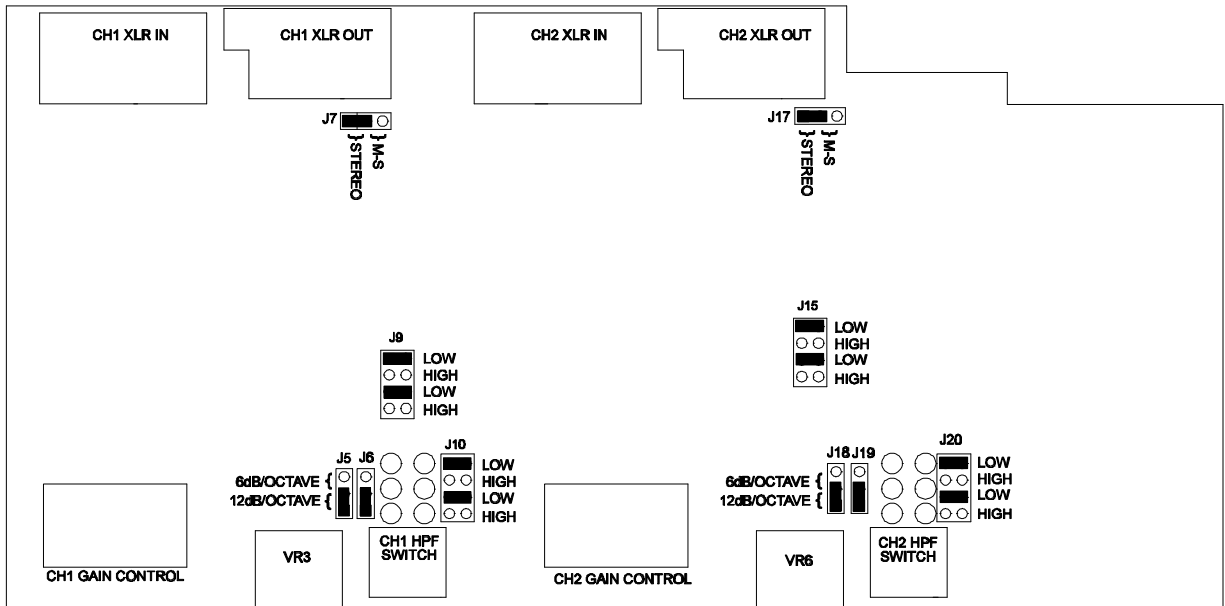 CH1 XLR IN
CH1 XLR OUT
CH2 XLR IN
CH2 XLR OUT
J7
} STEREO
} M-S
J17
} STEREO
} M-S
J9
LOW
HIGH
LOW
HIGH
J15
LOW
HIGH
LOW
HIGH
J5
J6
6dB/OCTAVE {
12dB/OCTAVE {
J10
LOW
HIGH
LOW
HIGH
J18
J19
6dB/OCTAVE {
12dB/OCTAVE {
J20
LOW
HIGH
LOW
HIGH
CH1 GAIN CONTROL
VR3
CH1 HPF
SWITCH
CH2 GAIN CONTROL
VR6
CH2 HPF
SWITCH